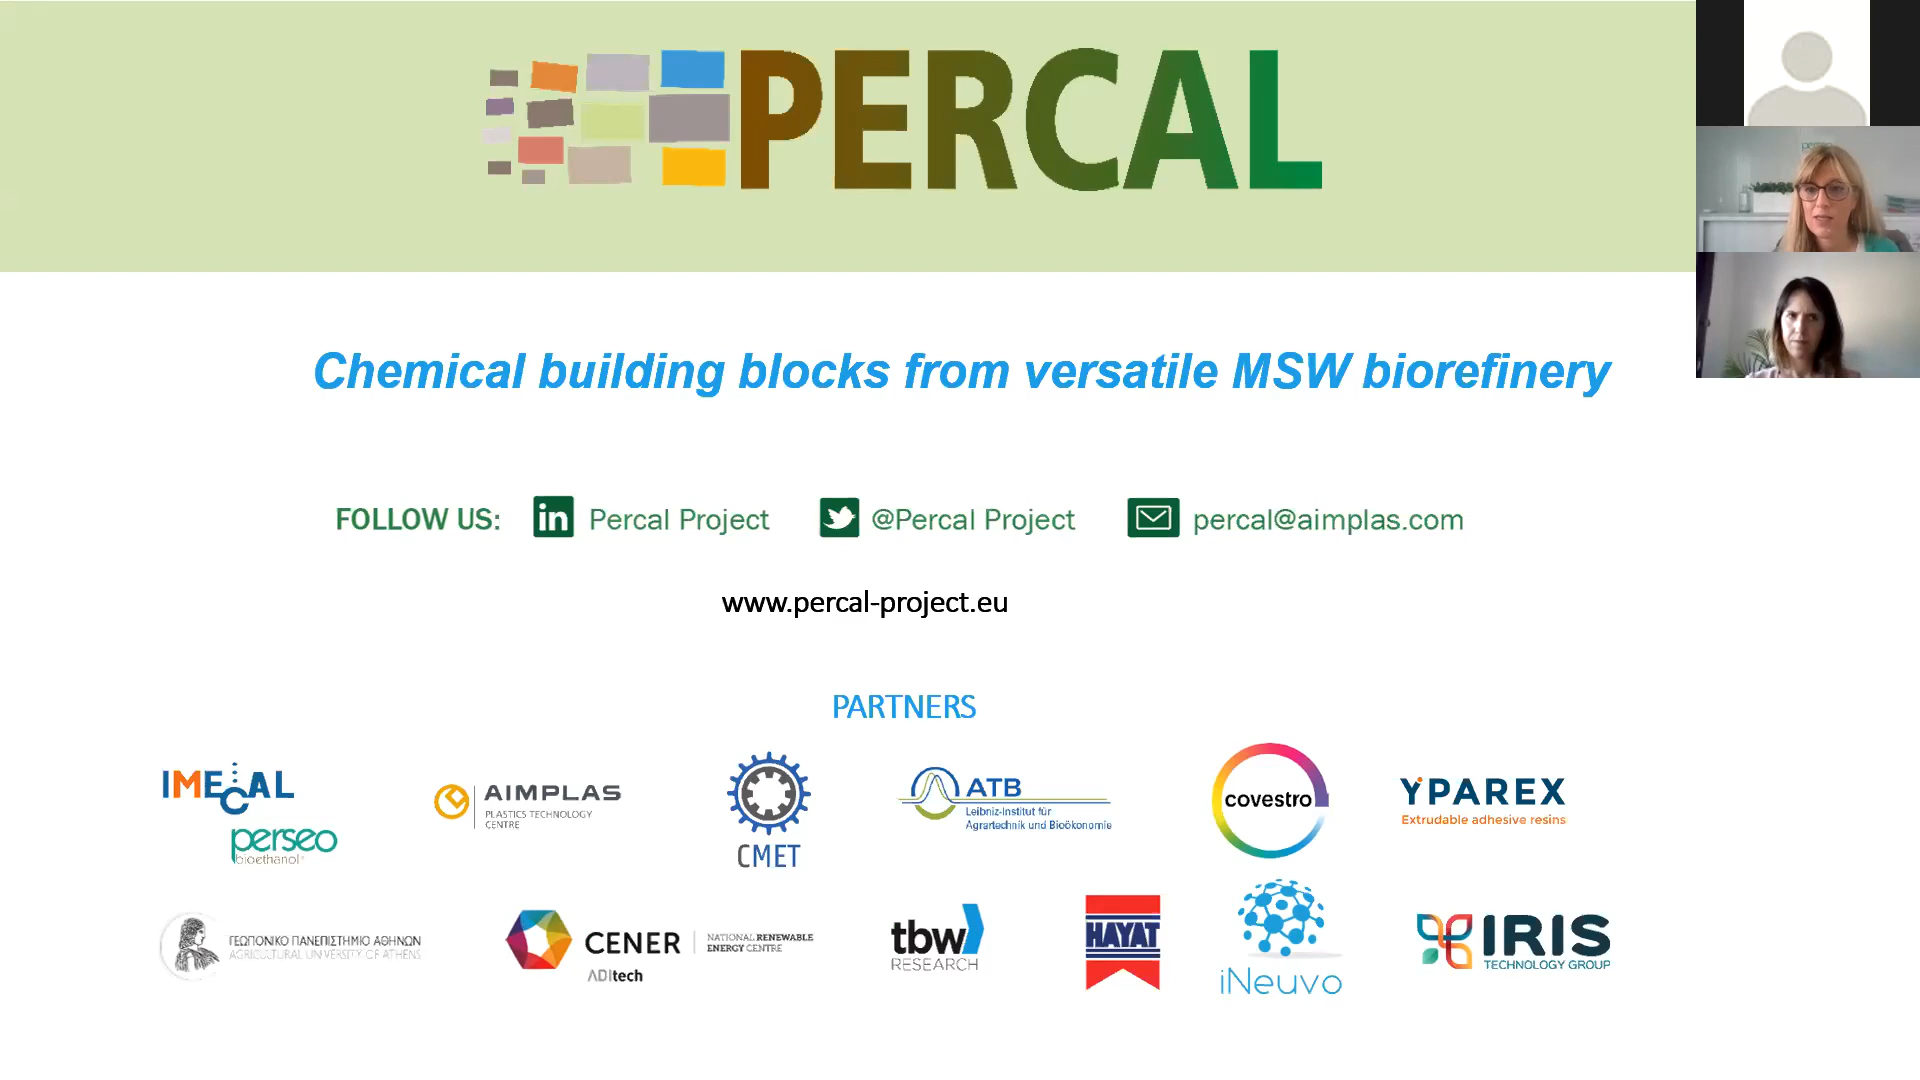 PERCAL
Chemical building blocks from versatile MSW biorefinery
FOLLOW US: in Percal Project @Percal Project percal@aimplas.com
www.percal-project.eu
PARTNERS
IMECAL
perseo
bioethanol®
AIMPLAS
PLASTICS TECHNOLOGY
CENTRE
CMET
ATB
Leibniz-Institut für
Agrartechnik und Bioökonomie
covestro
YPAREX
Extrudable adhesive resins
ΓΕΩΠΟΝΙΚΟ ΠΑΝΕΠΙΣΤΗΜΙΟ ΑΘΗΝΩΝ
AGRICULTURAL UNIVERSITY OF ATHENS
CENER
ADItech
NATIONAL RENEWABLE
ENERGY CENTRE
tbw
RESEARCH
HAYAT
iNeuvo
IRIS
TECHNOLOGY GROUP